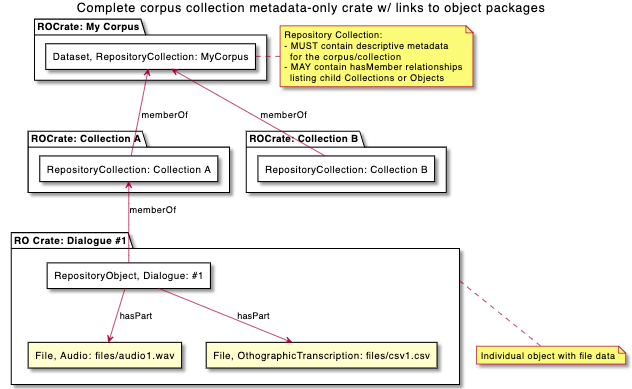 Complete corpus collection metadata-only crate w/ links to object packages
ROCrate: My Corpus
Dataset, RepositoryCollection: MyCorpus
Repository Collection:
- MUST contain descriptive metadata
for the corpus/collection
- MAY contain hasMember relationships
listing child Collections or Objects
memberOf
memberOf
ROCrate: Collection A
RepositoryCollection: Collection A
ROCrate: Collection B
RepositoryCollection: Collection B
memberOf
RO Crate: Dialogue #1
RepositoryObject, Dialogue: #1
hasPart
hasPart
File, Audio: files/audio1.wav
File, OthographicTranscription: files/csv1.csv
Individual object with file data